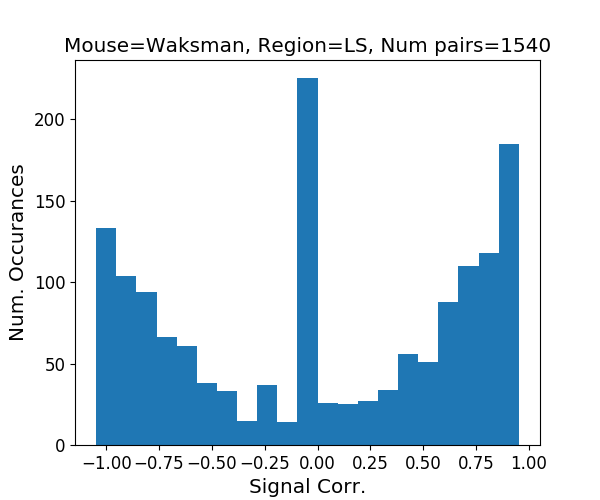 Mouse=Waksman, Region=LS, Num pairs=1540
Num. Occurances
200
150
100
50
0
−1.00 −0.75 −0.50 −0.25 0.00 0.25 0.50 0.75 1.00
Signal Corr.